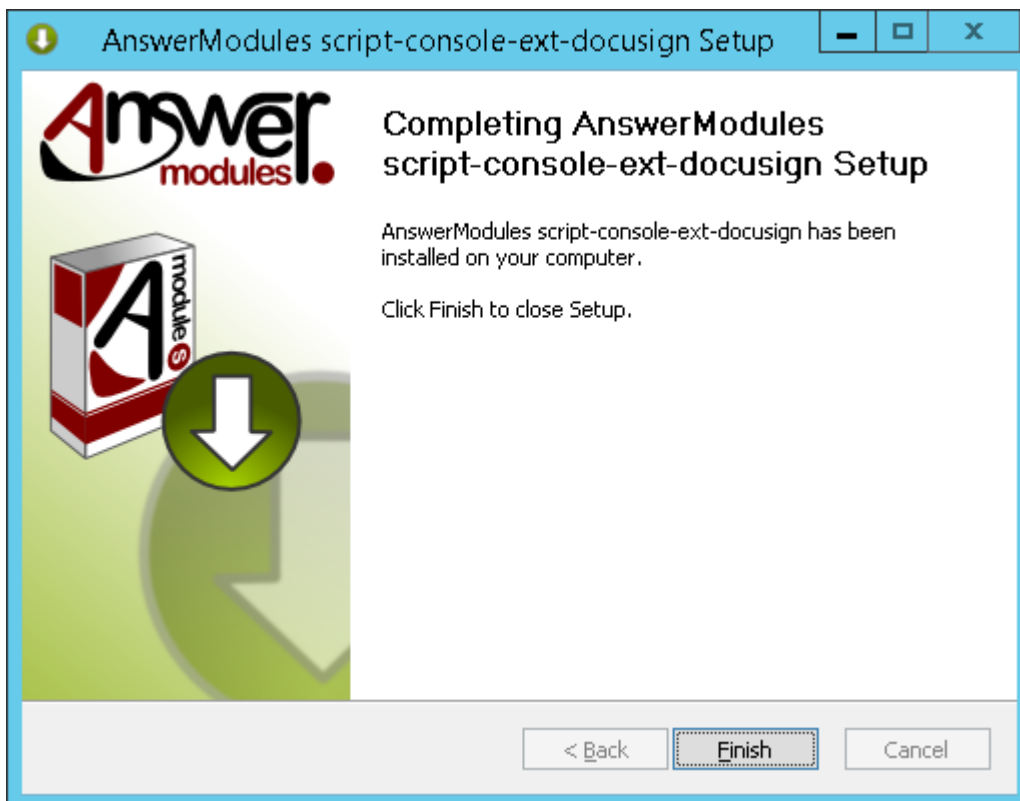 AnswerModules script-console-ext-docusign Setup
Answer
modules
Completing AnswerModules
script-console-ext-docusign Setup
AnswerModules script-console-ext-docusign has been
installed on your computer.
Click Finish to close Setup.
A
modules
< Back
Finish
Cancel